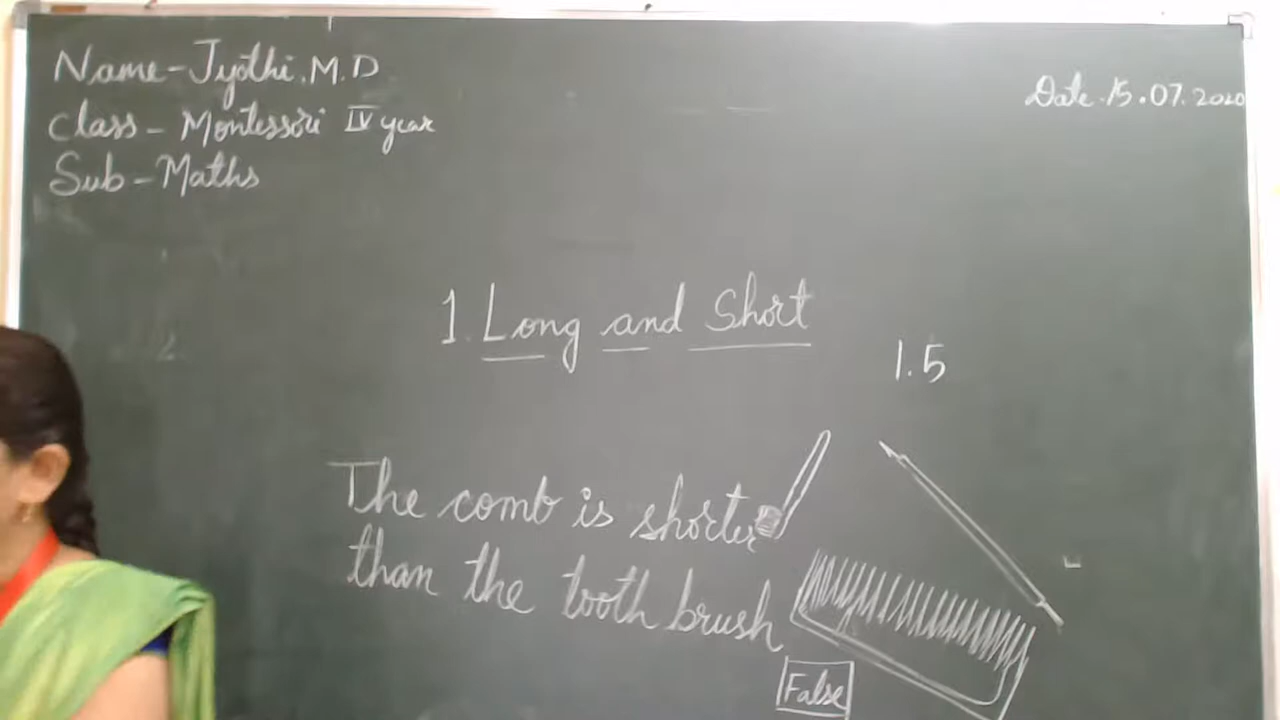 Name-Jyothi.M.D
Class - Montessori IV year
Sub-Maths
Date.15.07.2020
1. Long and Short
1.5
The comb is shorter
than the tooth brush
False